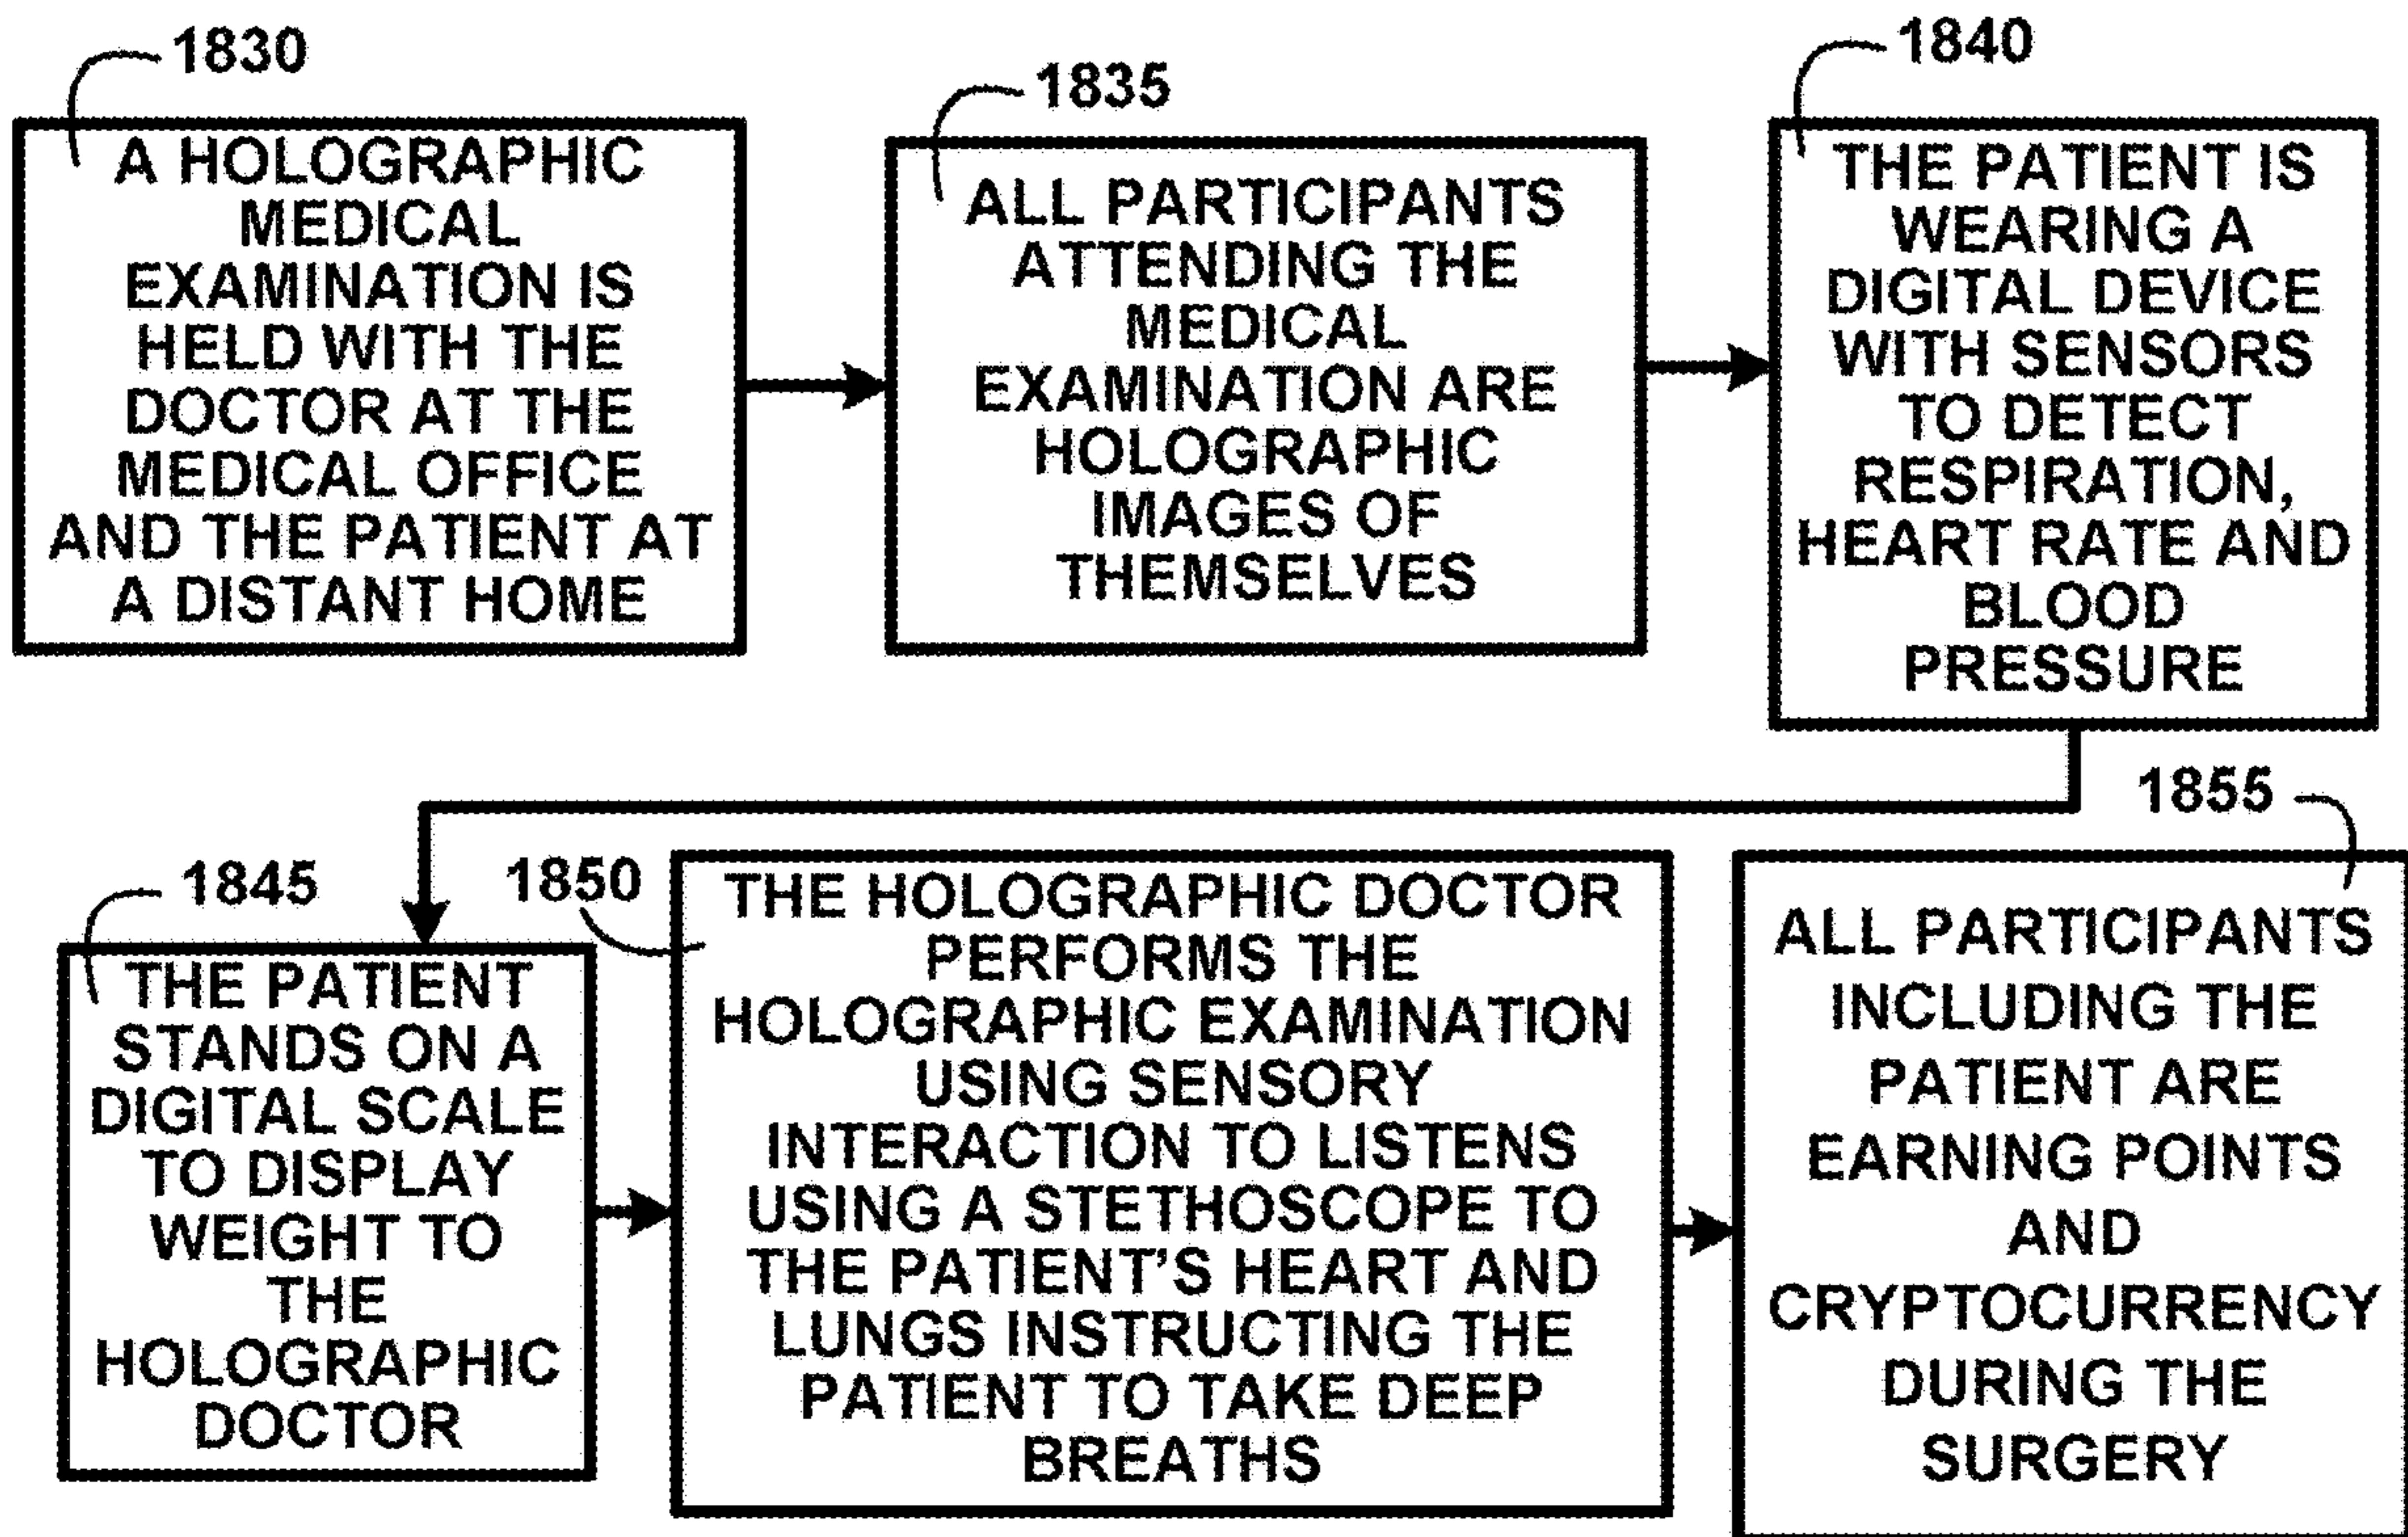 1830
A HOLOGRAPHIC
MEDICAL
EXAMINATION IS
HELD WITH THE
DOCTOR AT THE
MEDICAL OFFICE
AND THE PATIENT AT
A DISTANT HOME
1835
ALL PARTICIPANTS
ATTENDING THE
MEDICAL
EXAMINATION ARE
HOLOGRAPHIC
IMAGES OF
THEMSELVES
1840
THE PATIENT IS
WEARING A
DIGITAL DEVICE
WITH SENSORS
TO DETECT
RESPIRATION,
HEART RATE AND
BLOOD
PRESSURE
1845
THE PATIENT
STANDS ON A
DIGITAL SCALE
TO DISPLAY
WEIGHT TO
THE
HOLOGRAPHIC
DOCTOR
1850
THE HOLOGRAPHIC DOCTOR
PERFORMS THE
HOLOGRAPHIC EXAMINATION
USING SENSORY
INTERACTION TO LISTENS
USING A STETHOSCOPE TO
THE PATIENT'S HEART AND
LUNGS INSTRUCTING THE
PATIENT TO TAKE DEEP
BREATHS
1855
ALL PARTICIPANTS
INCLUDING THE
PATIENT ARE
EARNING POINTS
AND
CRYPTOCURRENCY
DURING THE
SURGERY